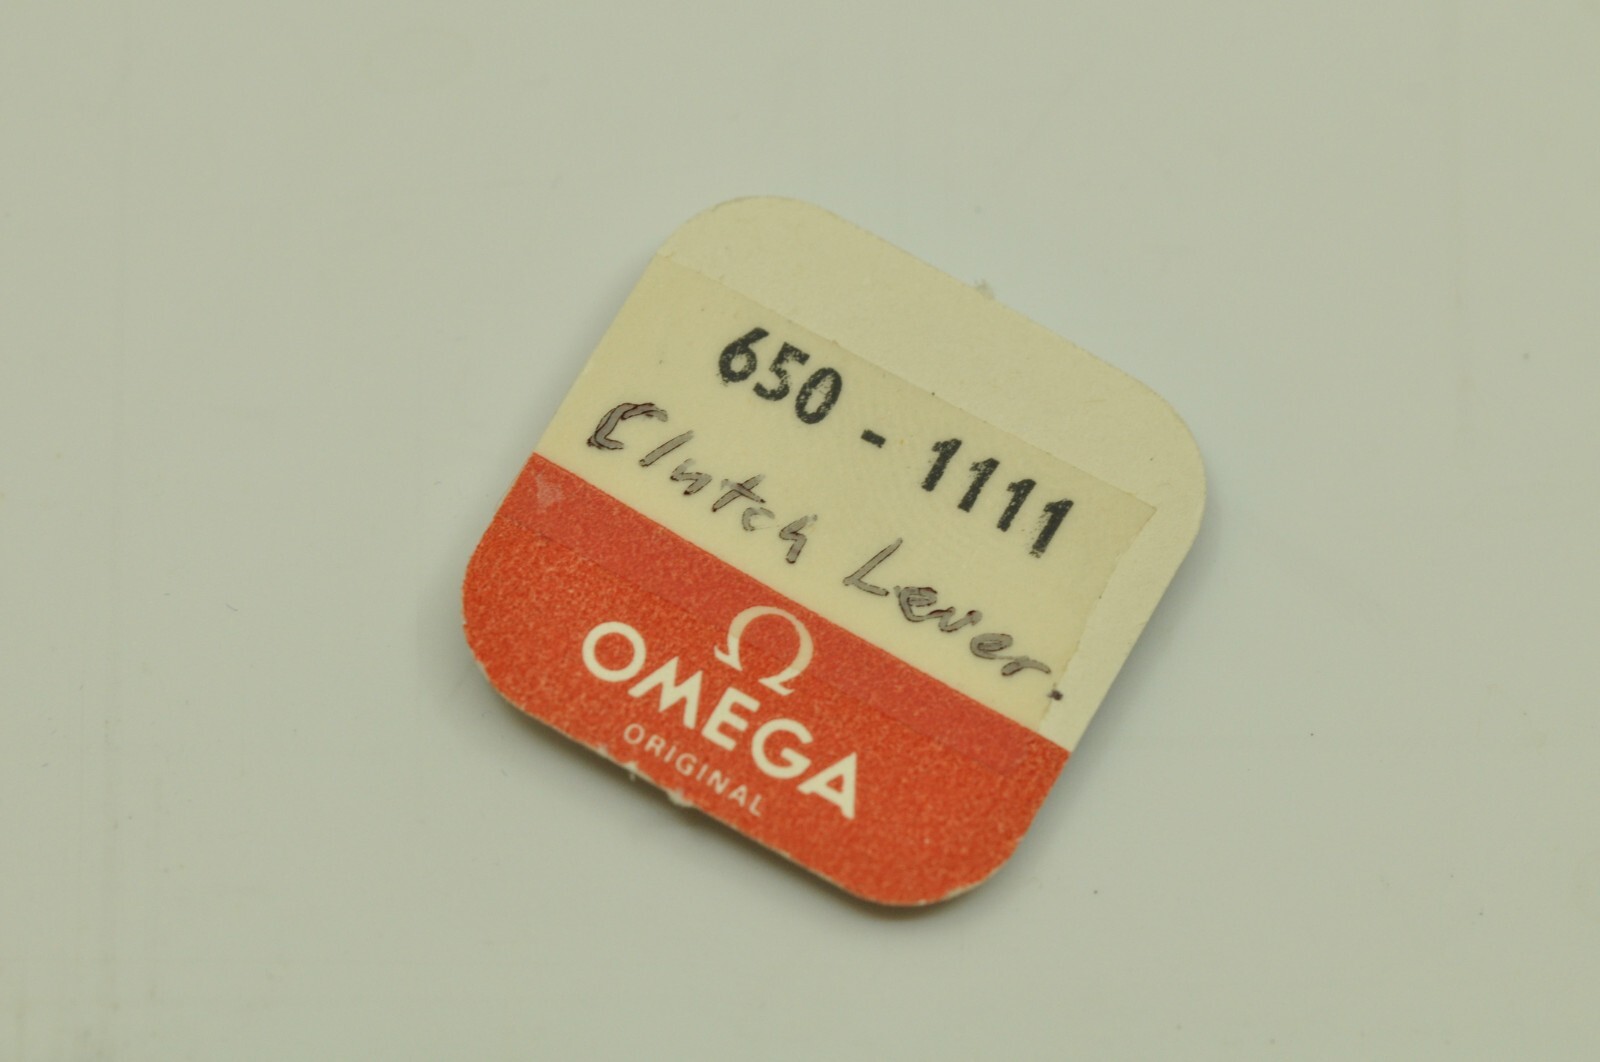 650 - 1111
Clutch Lever.
Ω
OMEGA
ORIGINAL